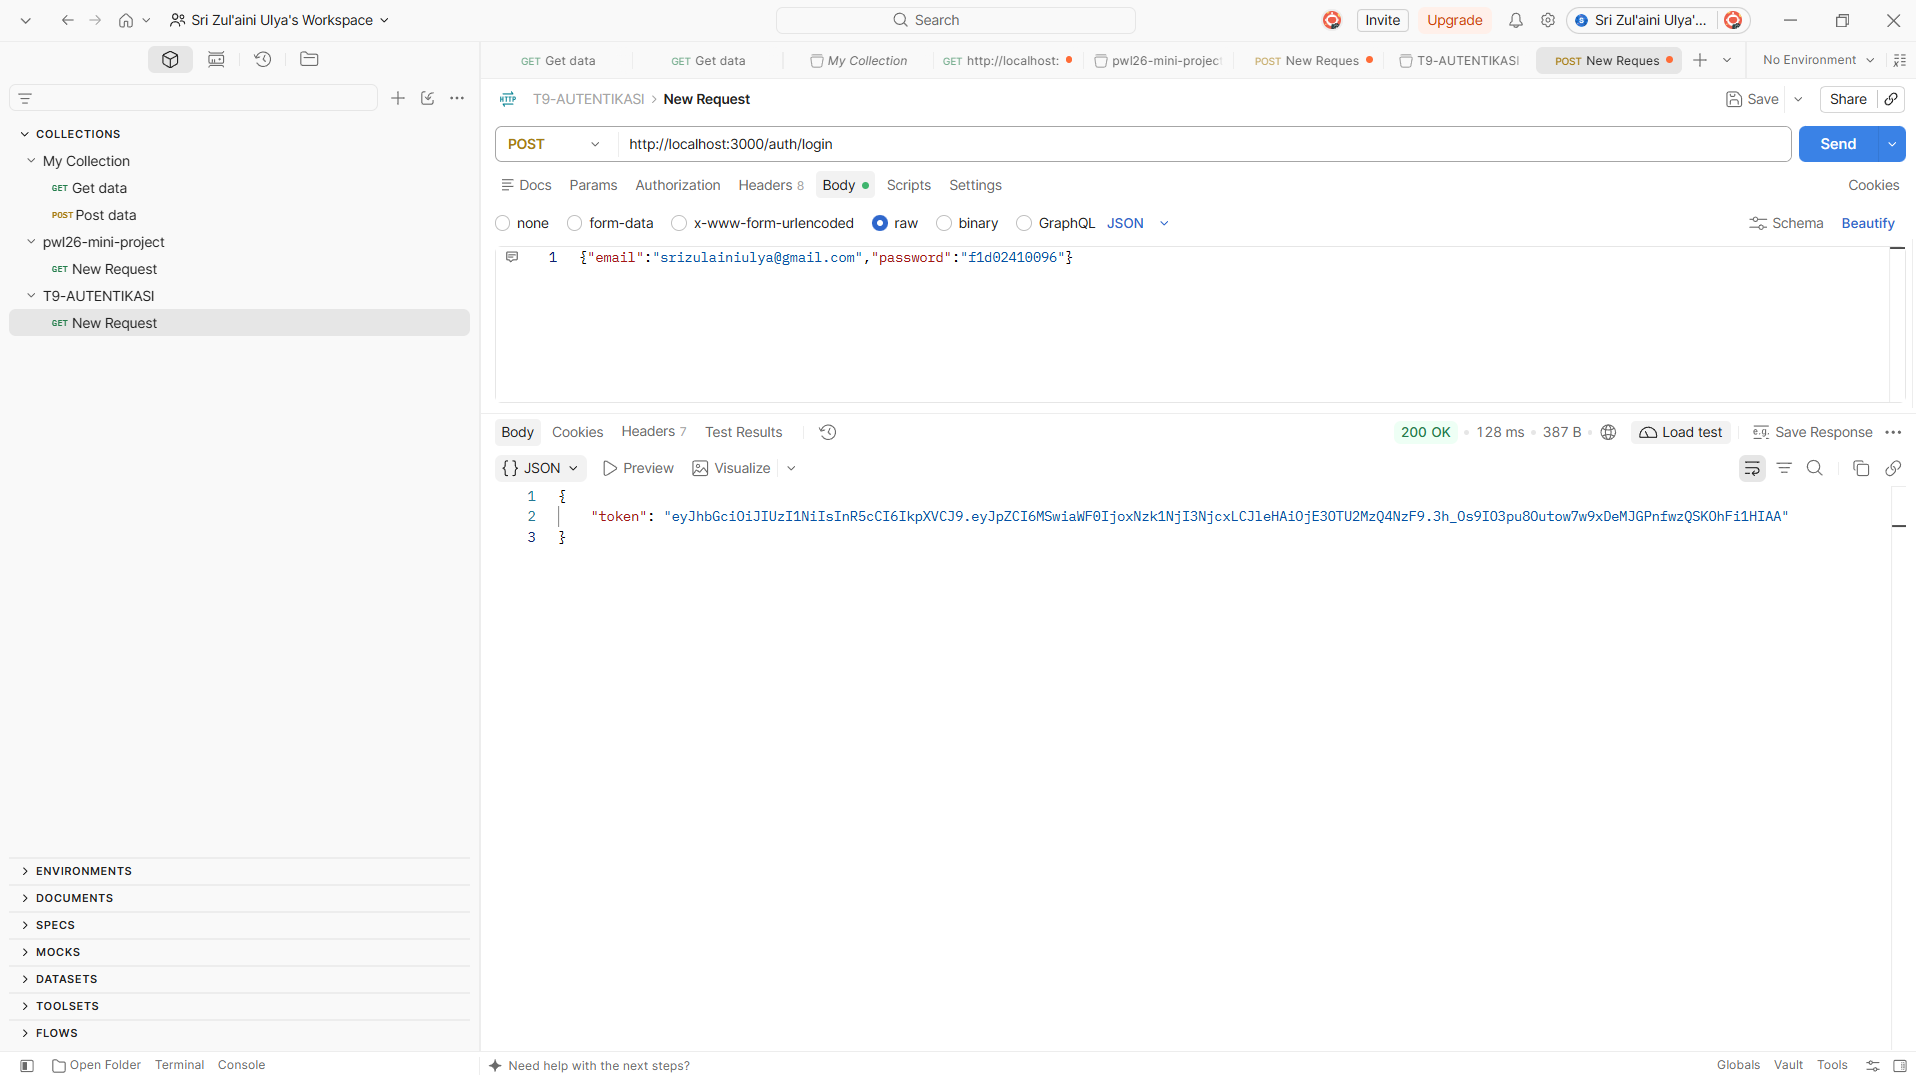 Sri Zul'aini Ulya's Workspace
Search
Invite
Upgrade
Sri Zul'aini Ulya'...
GET Get data
GET Get data
My Collection
GET http://localhost:
pwl26-mini-project
POST New Reques
T9-AUTENTIKASI
POST New Reques
No Environment
T9-AUTENTIKASI > New Request
Save
Share
POST
http://localhost:3000/auth/login
Send
Docs Params Authorization Headers 8 Body Scripts Settings
Cookies
none form-data x-www-form-urlencoded raw binary GraphQL JSON
Schema
Beautify
1 {"email":"srizulainiulya@gmail.com","password":"f1d02410096"}
COLLECTIONS
My Collection
GET Get data
POST Post data
pwl26-mini-project
GET New Request
T9-AUTENTIKASI
GET New Request
Body Cookies Headers 7 Test Results
200 OK 128 ms 387 B
Load test
e.g. Save Response
{} JSON Preview Visualize
1 {
2 "token": "eyJhbGciOiJIUzI1NiIsInR5cCI6IkpXVCJ9.eyJpZCI6MSwiaWF0IjoxNzk1NjI3NjcxLCJleHAiOjE3OTU2MzQ4NzF9.3h_Os9IO3pu8Outow7w9xDeMJGPnfwzQSKOhFi1HIAA"
3 }
ENVIRONMENTS
DOCUMENTS
SPECS
MOCKS
DATASETS
TOOLSETS
FLOWS
Open Folder Terminal Console
Need help with the next steps?
Globals Vault Tools